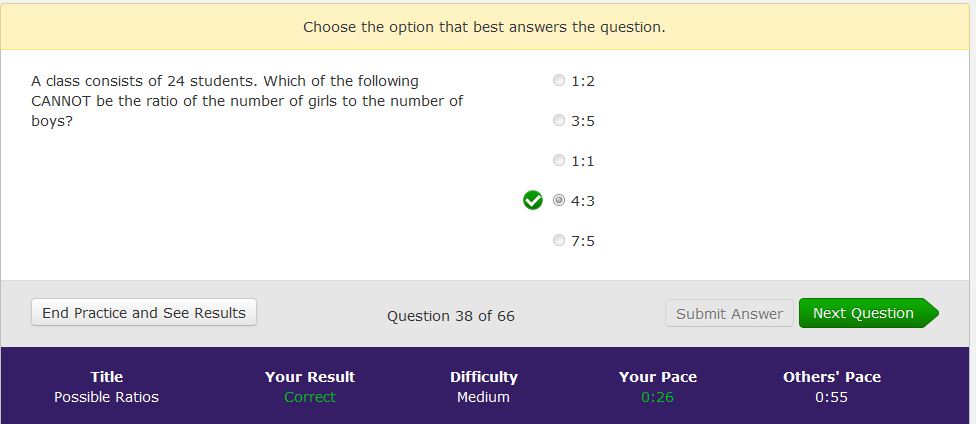 Choose the option that best answers the question.
A class consists of 24 students. Which of the following
CANNOT be the ratio of the number of girls to the number of
boys?
1:2
3:5
1:1
4:3
7:5
End Practice and See Results
Question 38 of 66
Submit Answer
Next Question
Title
Your Result
Difficulty
Your Pace
Others' Pace
Possible Ratios
Correct
Medium
0:26
0:55